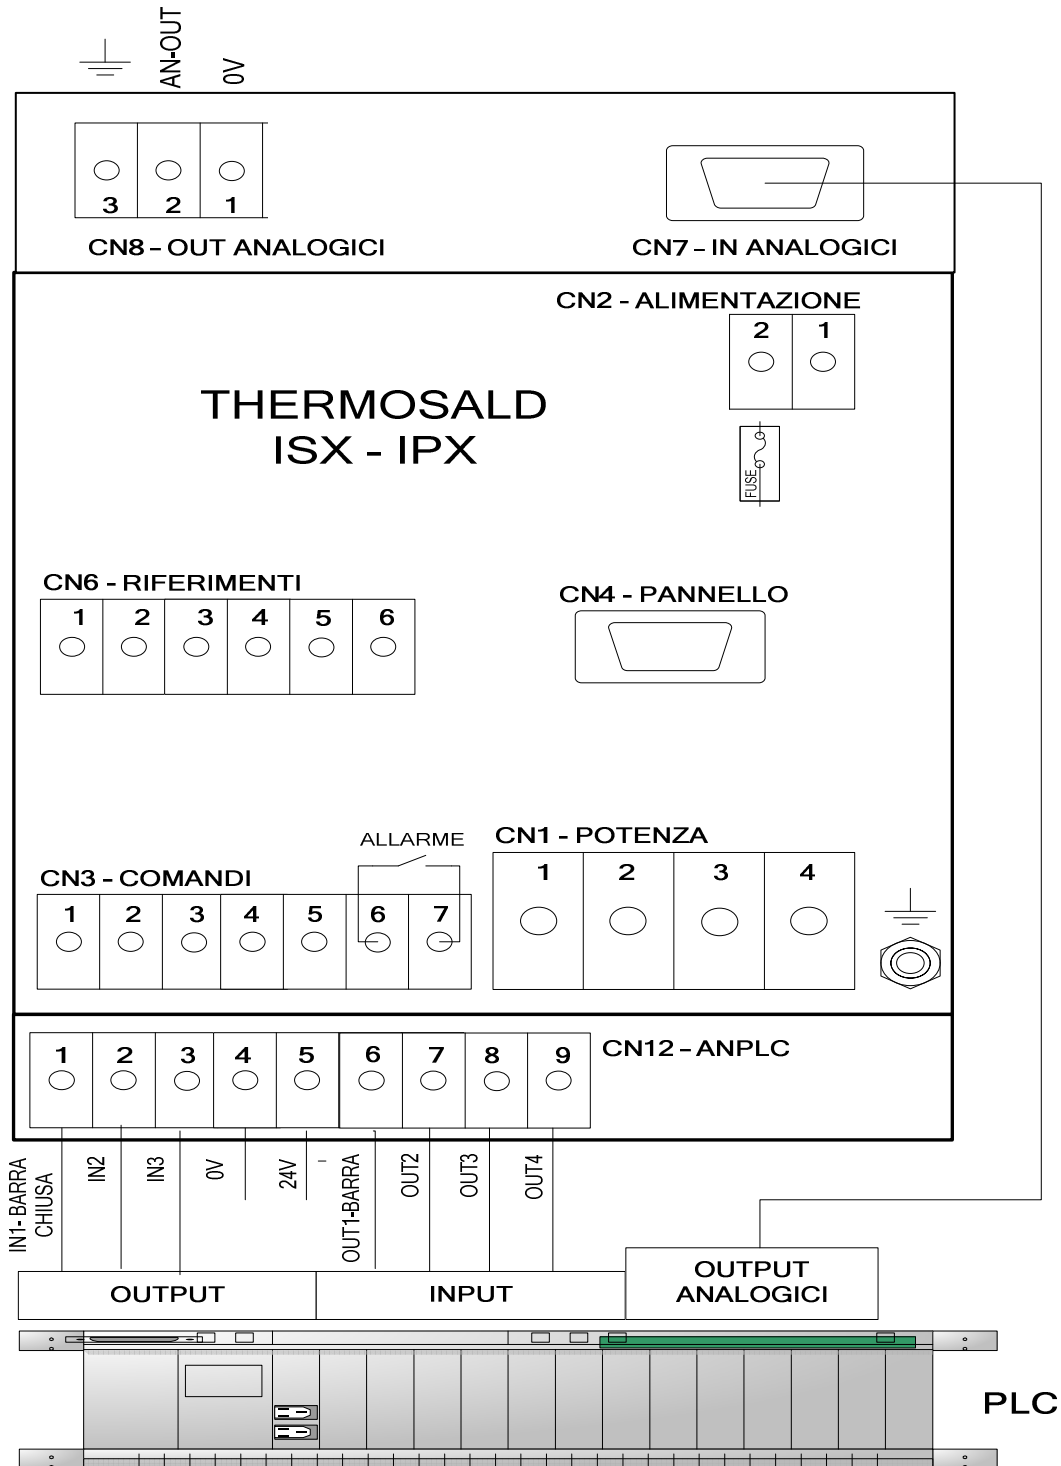 AN-OUT
0V
3 2 1
CN8 - OUT ANALOGICI
CN7 - IN ANALOGICI
CN2 - ALIMENTAZIONE
2 1
THERMOSALD
ISX - IPX
FUSE
CN6 - RIFERIMENTI
1 2 3 4 5 6
CN4 - PANNELLO
ALLARME
CN1 - POTENZA
1 2 3 4
CN3 - COMANDI
1 2 3 4 5 6 7
1 2 3 4 5 6 7 8 9
CN12 - ANPLC
IN1- BARRA
CHIUSA
IN2
IN3
0V
24V
OUT1-BARRA
OUT2
OUT3
OUT4
OUTPUT
INPUT
OUTPUT
ANALOGICI
PLC